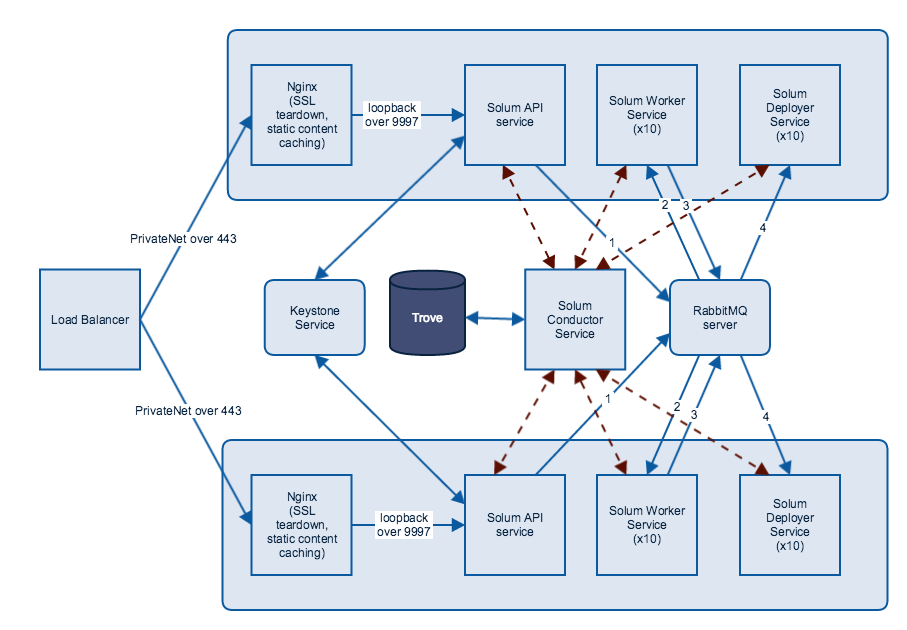 Nginx
(SSL
teardown,
static content
caching)
loopback
over 9997
Solum API
service
Solum Worker
Service
(x10)
Solum
Deployer
Service
(x10)
2
3
4
1
PrivateNet over 443
Load Balancer
Keystone
Service
Trove
Solum
Conductor
Service
RabbitMQ
server
PrivateNet over 443
1
2
3
4
Nginx
(SSL
teardown,
static content
caching)
loopback
over 9997
Solum API
service
Solum Worker
Service
(x10)
Solum
Deployer
Service
(x10)